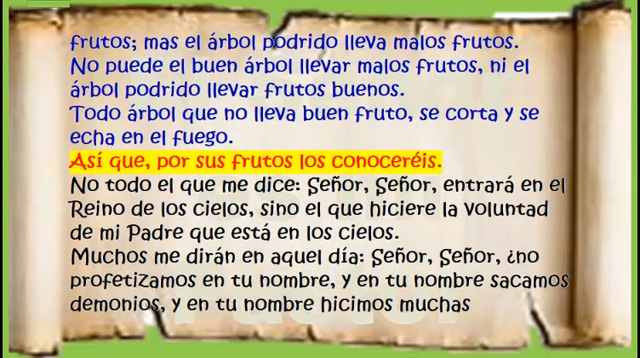 frutos; mas el árbol podrido lleva malos frutos.
No puede el buen árbol llevar malos frutos, ni el
árbol podrido llevar frutos buenos.
Todo árbol que no lleva buen fruto, se corta y se
echa en el fuego.
Así que, por sus frutos los conoceréis.
No todo el que me dice: Señor, Señor, entrará en el
Reino de los cielos, sino el que hiciere la voluntad
de mi Padre que está en los cielos.
Muchos me dirán en aquel día: Señor, Señor, ¿no
profetizamos en tu nombre, y en tu nombre sacamos
demonios, y en tu nombre hicimos muchas